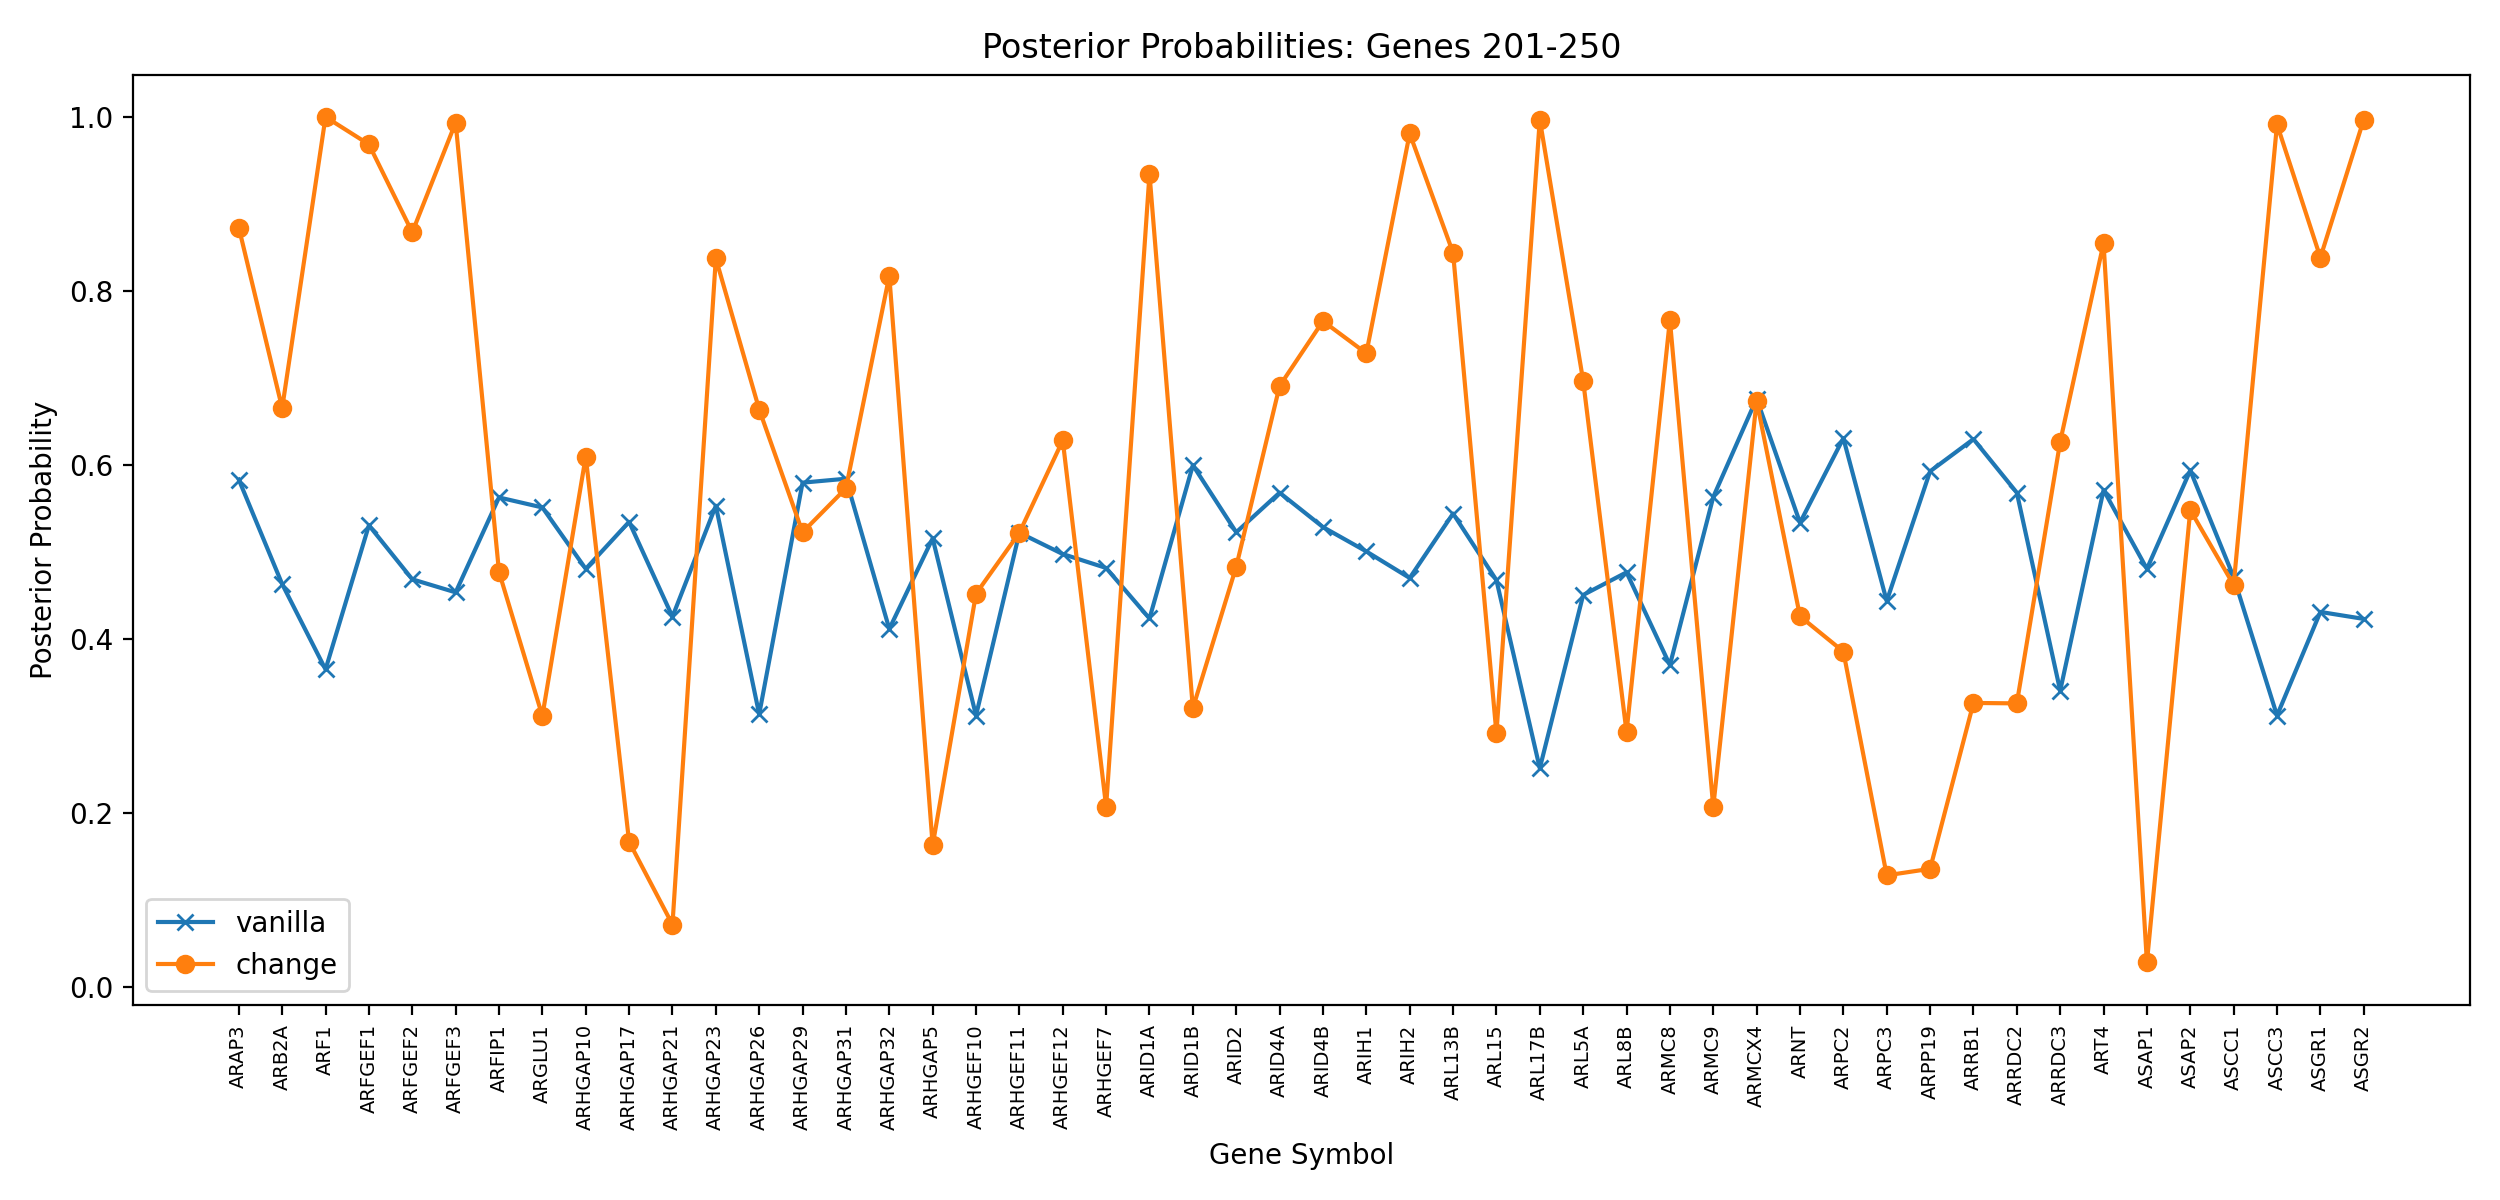 Posterior Probabilities: Genes 201-250
Posterior Probability
1.0
0.8
0.6
0.4
0.2
0.0
vanilla
change
ARAP3
ARB2A
ARF1
ARFGEF1
ARFGEF2
ARFGEF3
ARFIP1
ARGLU1
ARHGAP10
ARHGAP17
ARHGAP21
ARHGAP23
ARHGAP26
ARHGAP29
ARHGAP31
ARHGAP32
ARHGAP5
ARHGEF10
ARHGEF11
ARHGEF12
ARHGEF7
ARID1A
ARID1B
ARID2
ARID4A
ARID4B
ARIH1
ARIH2
ARL13B
ARL15
ARL17B
ARL5A
ARL8B
ARMC8
ARMC9
ARMCX4
ARNT
ARPC2
ARPC3
ARPP19
ARRB1
ARRDC2
ARRDC3
ART4
ASAP1
ASAP2
ASCC1
ASCC3
ASGR1
ASGR2
Gene Symbol